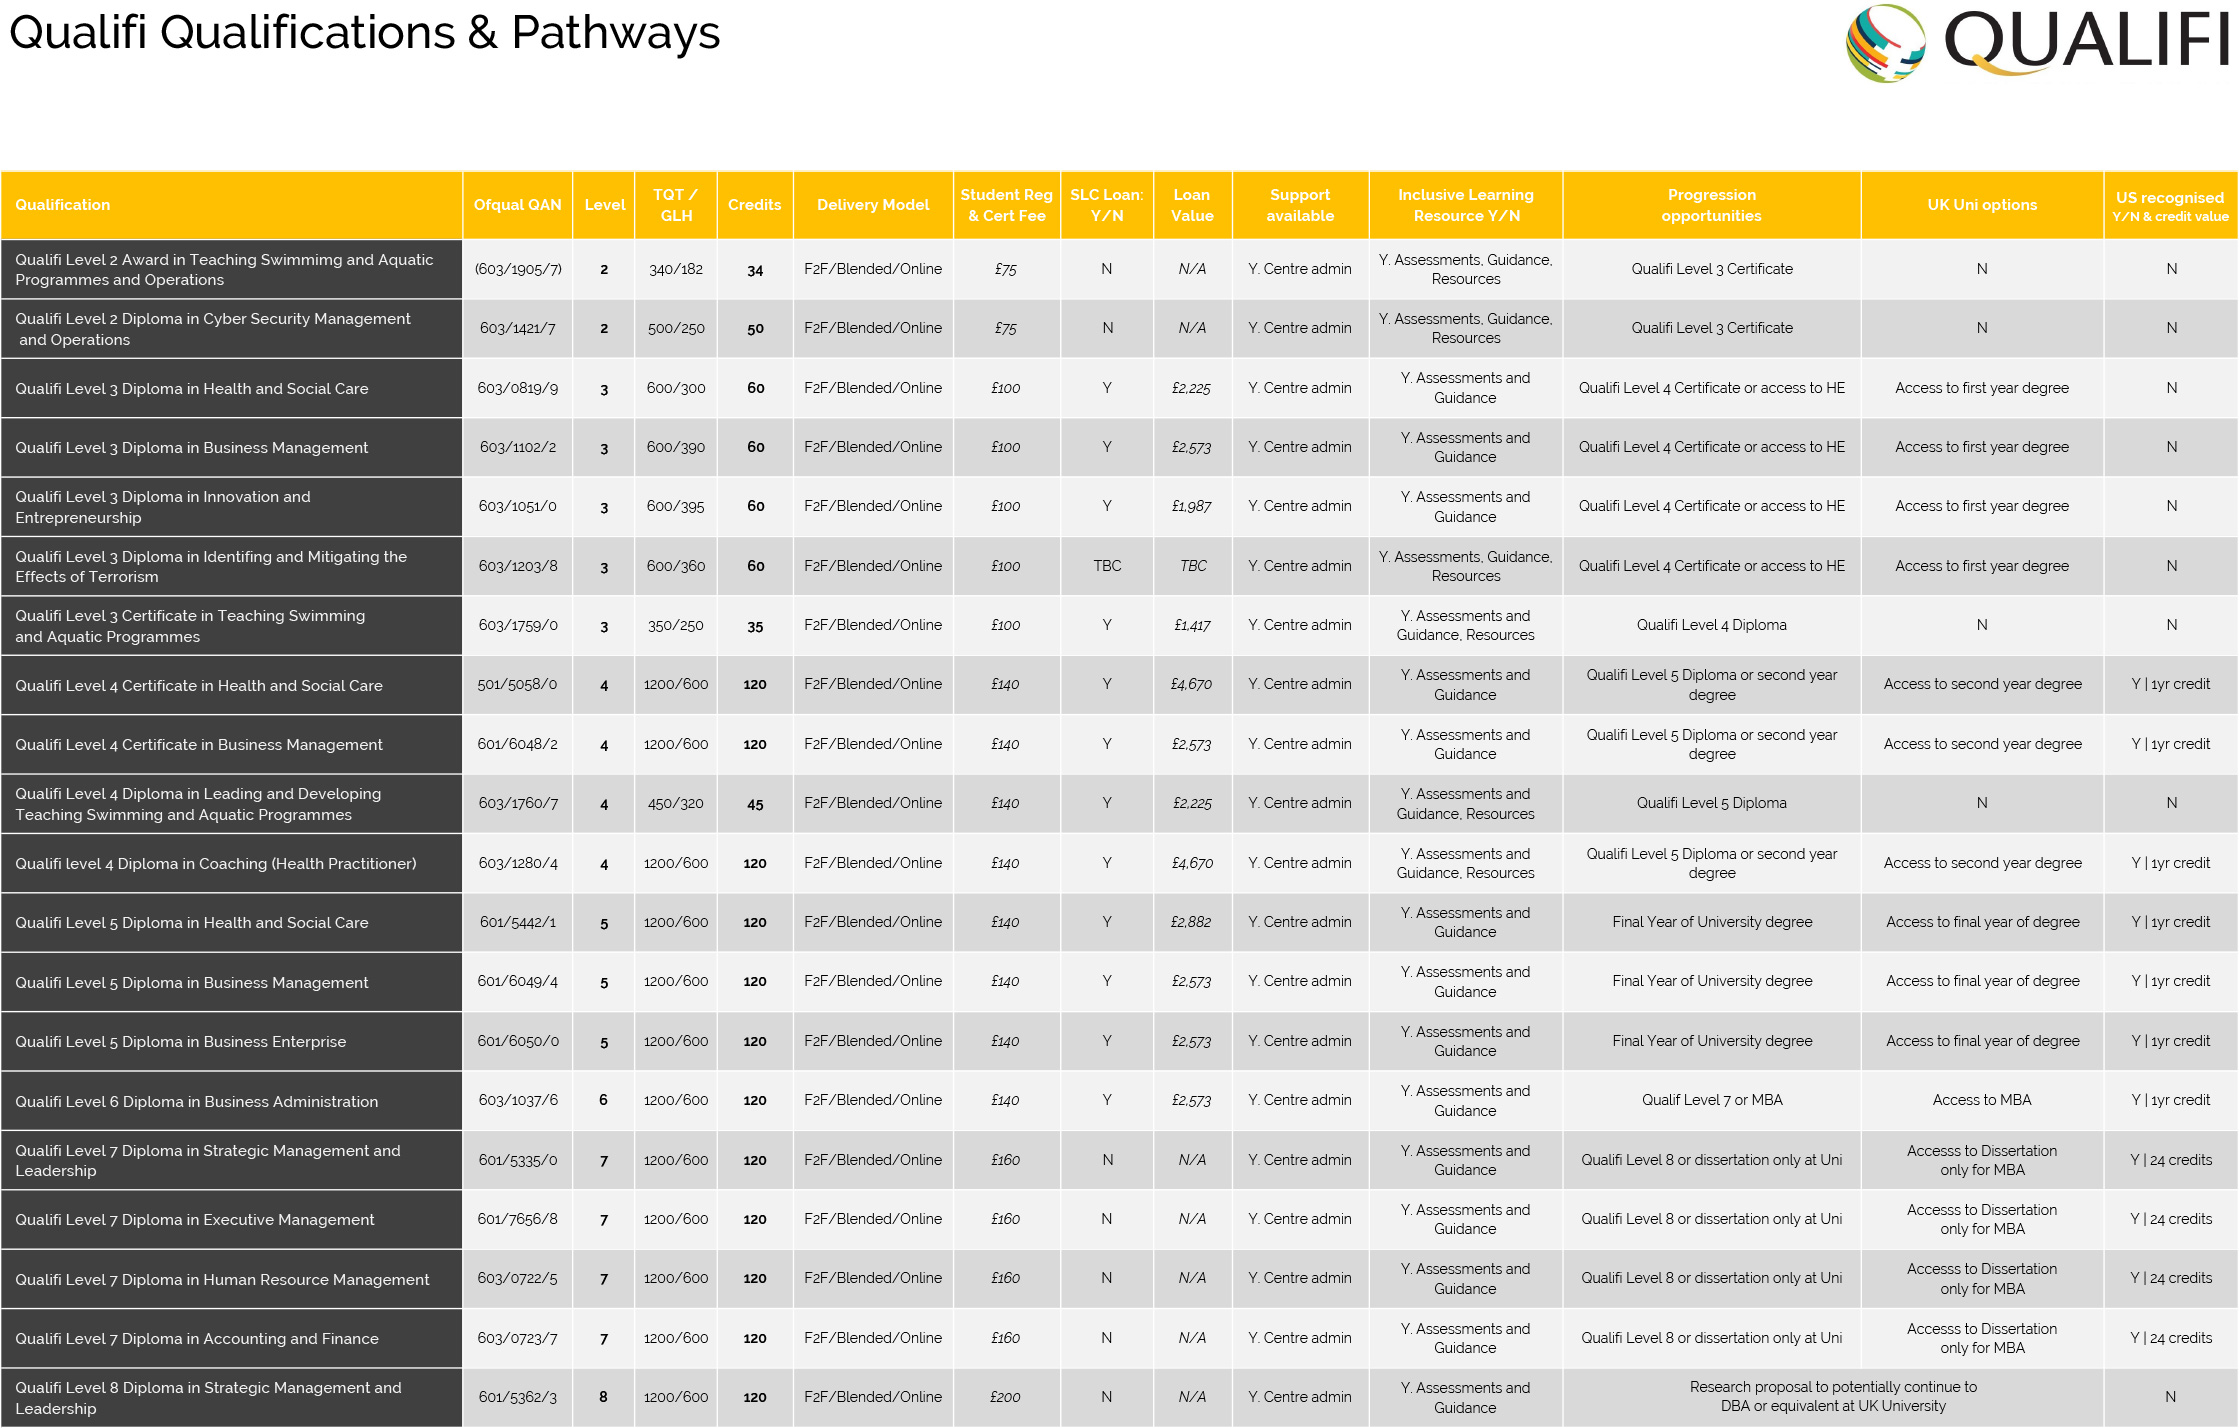 Qualifi Qualifications & Pathways
QUALIFI
Qualification
Ofqual QAN
Level
TQT /
GLH
Credits
Delivery Model
Student Reg
& Cert Fee
SLC Loan:
Y/N
Loan
Value
Support
available
Inclusive Learning
Resource Y/N
Progression
opportunities
UK Uni options
US recognised
Y/N & credit value
Qualifi Level 2 Award in Teaching Swimmimg and Aquatic
Programmes and Operations
(603/1905/7)
2
340/182
34
F2F/Blended/Online
£75
N
N/A
Y. Centre admin
Y. Assessments, Guidance,
Resources
Qualifi Level 3 Certificate
N
N
Qualifi Level 2 Diploma in Cyber Security Management
and Operations
603/1421/7
2
500/250
50
F2F/Blended/Online
£75
N
N/A
Y. Centre admin
Y. Assessments, Guidance,
Resources
Qualifi Level 3 Certificate
N
N
Qualifi Level 3 Diploma in Health and Social Care
603/0819/9
3
600/300
60
F2F/Blended/Online
£100
Y
£2,225
Y. Centre admin
Y. Assessments and
Guidance
Qualifi Level 4 Certificate or access to HE
Access to first year degree
N
Qualifi Level 3 Diploma in Business Management
603/1102/2
3
600/390
60
F2F/Blended/Online
£100
Y
£2,573
Y. Centre admin
Y. Assessments and
Guidance
Qualifi Level 4 Certificate or access to HE
Access to first year degree
N
Qualifi Level 3 Diploma in Innovation and
Entrepreneurship
603/1051/0
3
600/395
60
F2F/Blended/Online
£100
Y
£1,987
Y. Centre admin
Y. Assessments and
Guidance
Qualifi Level 4 Certificate or access to HE
Access to first year degree
N
Qualifi Level 3 Diploma in Identifing and Mitigating the
Effects of Terrorism
603/1203/8
3
600/360
60
F2F/Blended/Online
£100
TBC
TBC
Y. Centre admin
Y. Assessments, Guidance,
Resources
Qualifi Level 4 Certificate or access to HE
Access to first year degree
N
Qualifi Level 3 Certificate in Teaching Swimming
and Aquatic Programmes
603/1759/0
3
350/250
35
F2F/Blended/Online
£100
Y
£1,417
Y. Centre admin
Y. Assessments and
Guidance, Resources
Qualifi Level 4 Diploma
N
N
Qualifi Level 4 Certificate in Health and Social Care
501/5058/0
4
1200/600
120
F2F/Blended/Online
£140
Y
£4,670
Y. Centre admin
Y. Assessments and
Guidance
Qualifi Level 5 Diploma or second year
degree
Access to second year degree
Y | 1yr credit
Qualifi Level 4 Certificate in Business Management
601/6048/2
4
1200/600
120
F2F/Blended/Online
£140
Y
£2,573
Y. Centre admin
Y. Assessments and
Guidance
Qualifi Level 5 Diploma or second year
degree
Access to second year degree
Y | 1yr credit
Qualifi Level 4 Diploma in Leading and Developing
Teaching Swimming and Aquatic Programmes
603/1760/7
4
450/320
45
F2F/Blended/Online
£140
Y
£2,225
Y. Centre admin
Y. Assessments and
Guidance, Resources
Qualifi Level 5 Diploma
N
N
Qualifi level 4 Diploma in Coaching (Health Practitioner)
603/1280/4
4
1200/600
120
F2F/Blended/Online
£140
Y
£4,670
Y. Centre admin
Y. Assessments and
Guidance, Resources
Qualifi Level 5 Diploma or second year
degree
Access to second year degree
Y | 1yr credit
Qualifi Level 5 Diploma in Health and Social Care
601/5442/1
5
1200/600
120
F2F/Blended/Online
£140
Y
£2,882
Y. Centre admin
Y. Assessments and
Guidance
Final Year of University degree
Access to final year of degree
Y | 1yr credit
Qualifi Level 5 Diploma in Business Management
601/6049/4
5
1200/600
120
F2F/Blended/Online
£140
Y
£2,573
Y. Centre admin
Y. Assessments and
Guidance
Final Year of University degree
Access to final year of degree
Y | 1yr credit
Qualifi Level 5 Diploma in Business Enterprise
601/6050/0
5
1200/600
120
F2F/Blended/Online
£140
Y
£2,573
Y. Centre admin
Y. Assessments and
Guidance
Final Year of University degree
Access to final year of degree
Y | 1yr credit
Qualifi Level 6 Diploma in Business Administration
603/1037/6
6
1200/600
120
F2F/Blended/Online
£140
Y
£2,573
Y. Centre admin
Y. Assessments and
Guidance
Qualif Level 7 or MBA
Access to MBA
Y | 1yr credit
Qualifi Level 7 Diploma in Strategic Management and
Leadership
601/5335/0
7
1200/600
120
F2F/Blended/Online
£160
N
N/A
Y. Centre admin
Y. Assessments and
Guidance
Qualifi Level 8 or dissertation only at Uni
Accesss to Dissertation
only for MBA
Y | 24 credits
Qualifi Level 7 Diploma in Executive Management
601/7656/8
7
1200/600
120
F2F/Blended/Online
£160
N
N/A
Y. Centre admin
Y. Assessments and
Guidance
Qualifi Level 8 or dissertation only at Uni
Accesss to Dissertation
only for MBA
Y | 24 credits
Qualifi Level 7 Diploma in Human Resource Management
603/0722/5
7
1200/600
120
F2F/Blended/Online
£160
N
N/A
Y. Centre admin
Y. Assessments and
Guidance
Qualifi Level 8 or dissertation only at Uni
Accesss to Dissertation
only for MBA
Y | 24 credits
Qualifi Level 7 Diploma in Accounting and Finance
603/0723/7
7
1200/600
120
F2F/Blended/Online
£160
N
N/A
Y. Centre admin
Y. Assessments and
Guidance
Qualifi Level 8 or dissertation only at Uni
Accesss to Dissertation
only for MBA
Y | 24 credits
Qualifi Level 8 Diploma in Strategic Management and
Leadership
601/5362/3
8
1200/600
120
F2F/Blended/Online
£200
N
N/A
Y. Centre admin
Y. Assessments and
Guidance
Research proposal to potentially continue to
DBA or equivalent at UK University
N